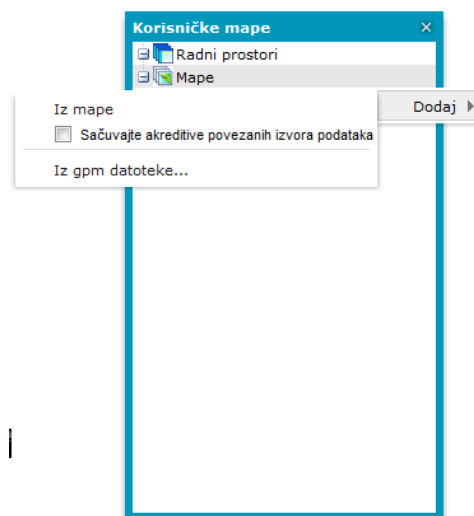 Korisničke mape
Radni prostori
Mape
Dodaj
Iz mape
Sačuvajte akreditive povezanih izvora podataka
Iz gpm datoteke...